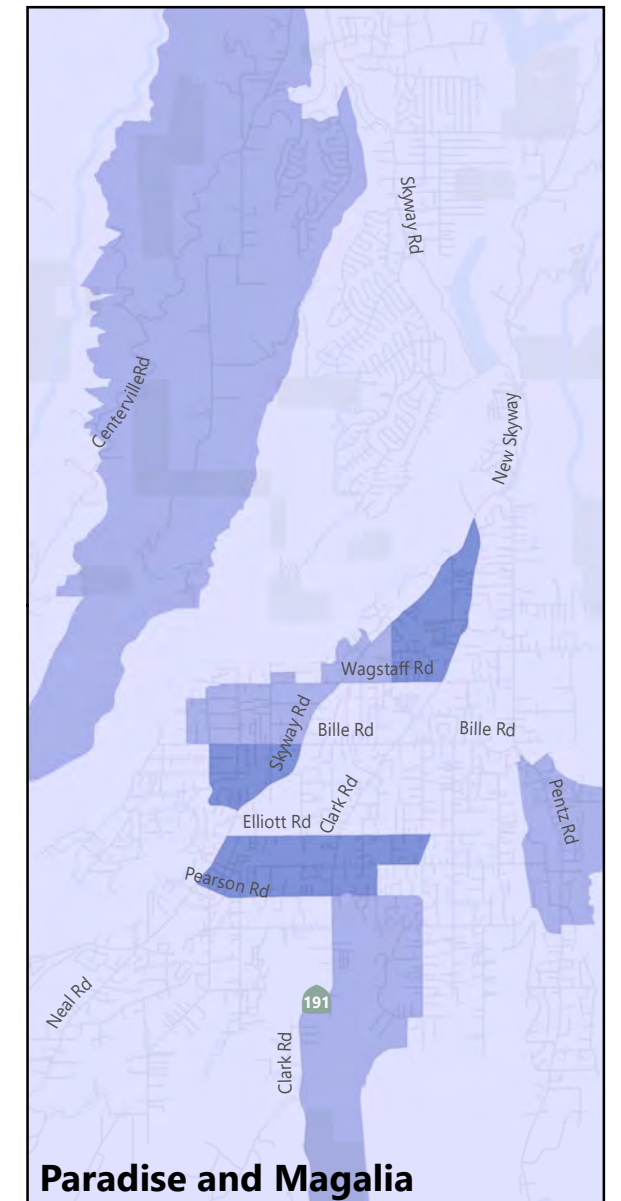 Skyway Rd
CentervilleRd
New Skyway
Wagstaff Rd
Skyway Rd
Bille Rd
Bille Rd
Pentz Rd
Clark Rd
Elliott Rd
Pearson Rd
Neal Rd
191
Clark Rd
Paradise and Magalia